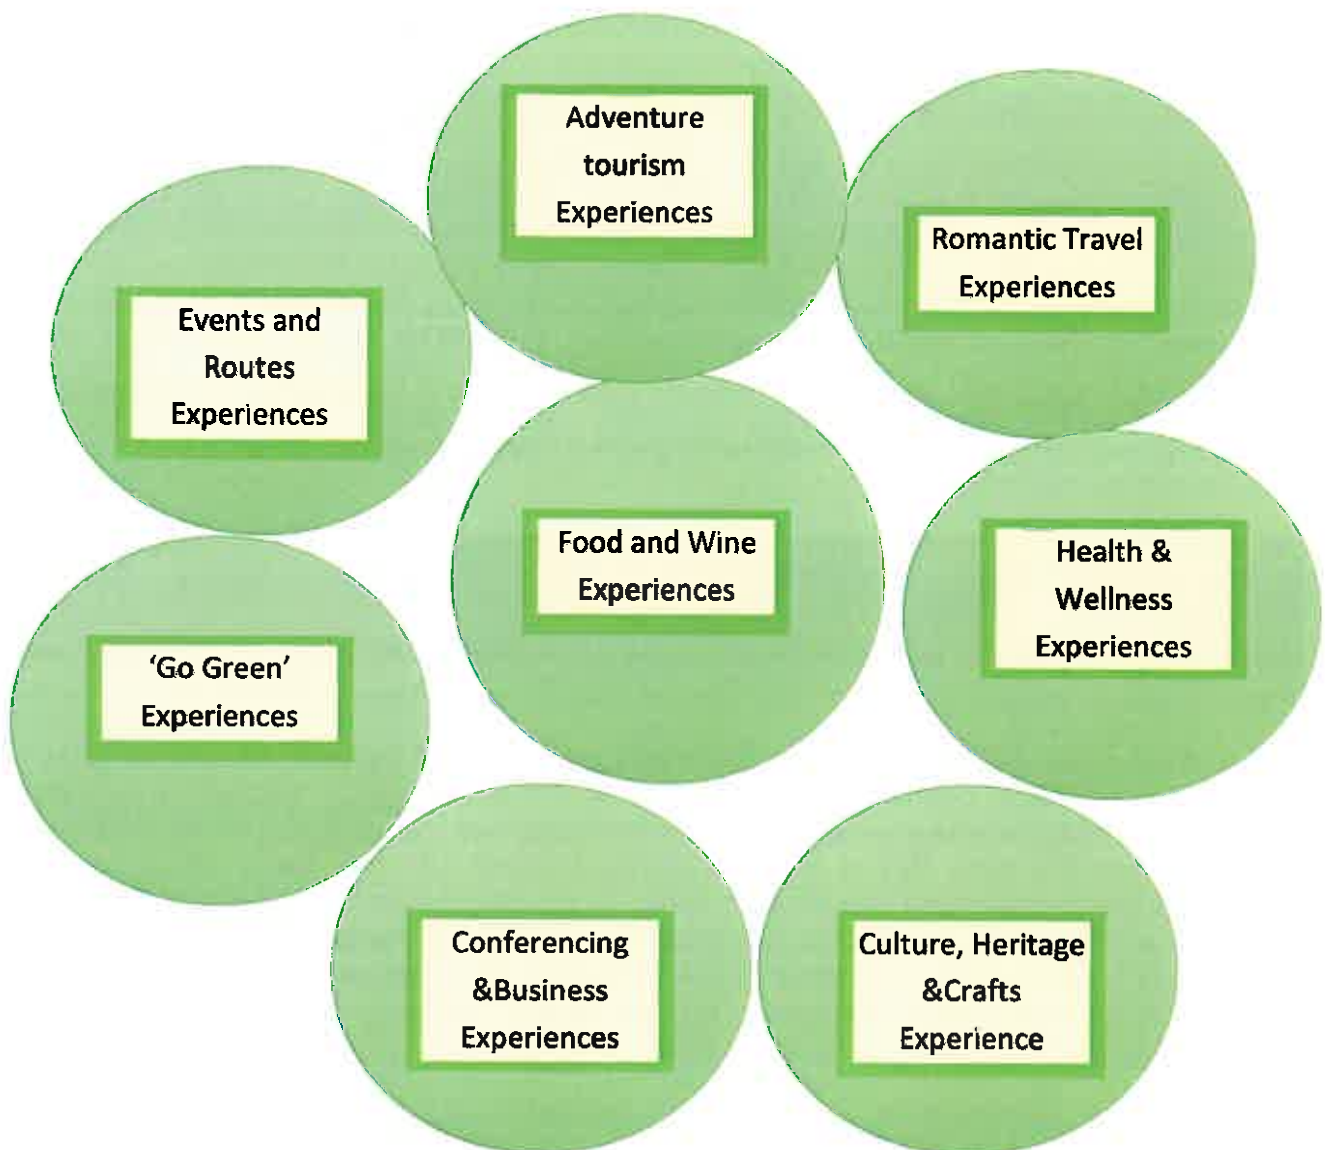 Adventure
tourism
Experiences
Romantic Travel
Experiences
Events and
Routes
Experiences
Food and Wine
Experiences
Health &
Wellness
Experiences
‘Go Green’
Experiences
Conferencing
&Business
Experiences
Culture, Heritage
&Crafts
Experience